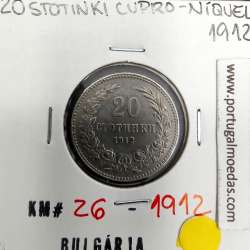 20 STOTINKI CUPRO-NÍQUEL
1912
20
СТОТИНКИ
1912
KM# 26 - 1912
BULGÁRIA
www.portugalmoedas.com